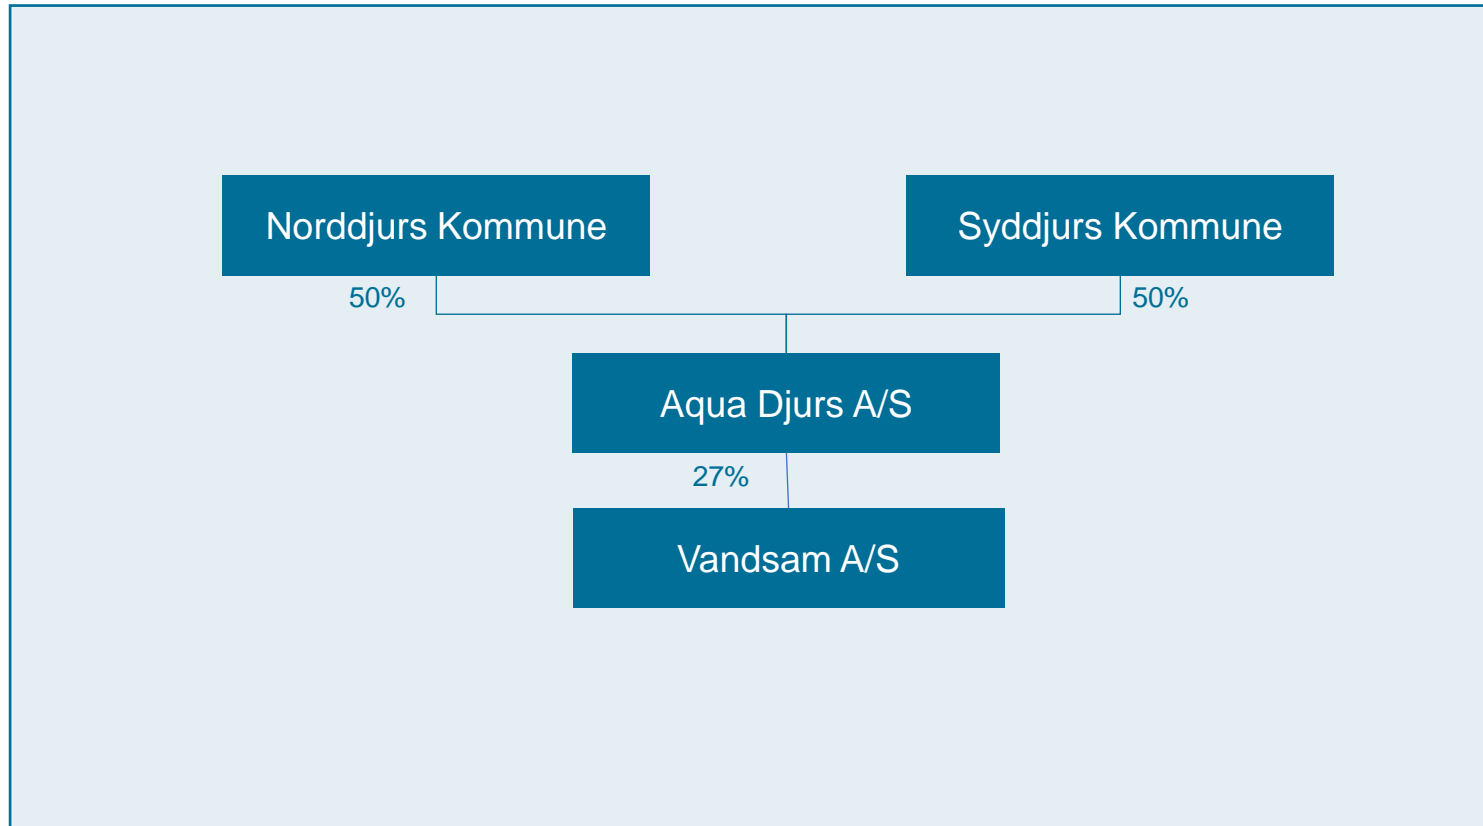 Norddjurs Kommune
Syddjurs Kommune
50%
50%
Aqua Djurs A/S
27%
Vandsam A/S